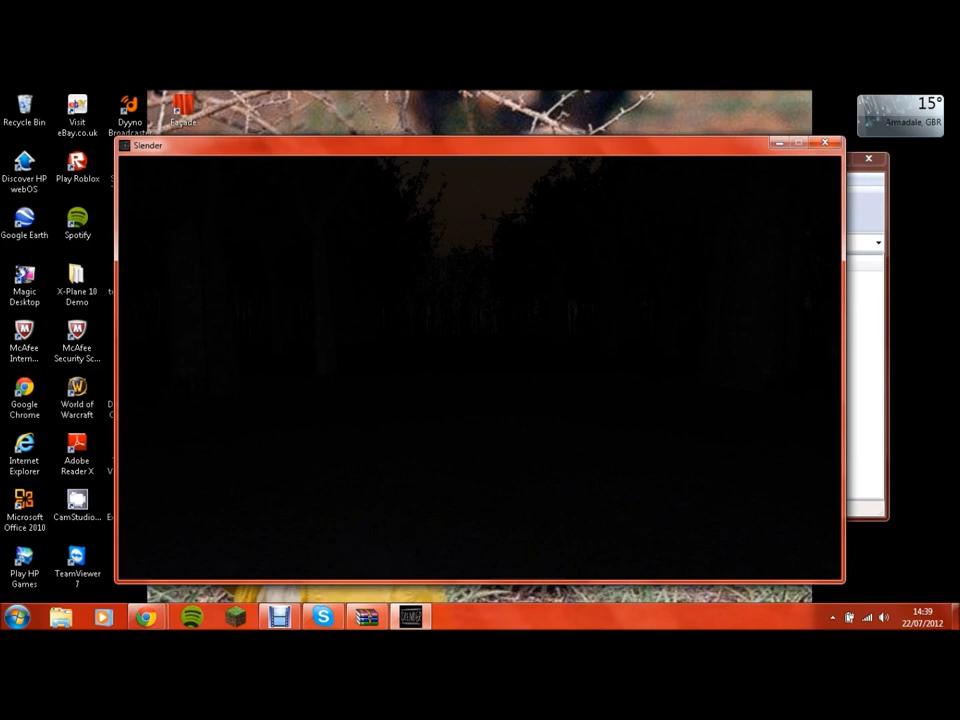 Recycle Bin
Visit
eBay.co.uk
Dyyno
Broadcaster
Façade
15°
Armadale, GBR
Slender
Discover HP
webOS
Play Roblox
Google Earth
Spotify
Magic
Desktop
X-Plane 10
Demo
McAfee
Intern...
McAfee
Security Sc...
Google
Chrome
World of
Warcraft
Internet
Explorer
Adobe
Reader X
Microsoft
Office 2010
CamStudio...
Play HP
Games
TeamViewer
7
SLENDER
14:39
22/07/2012